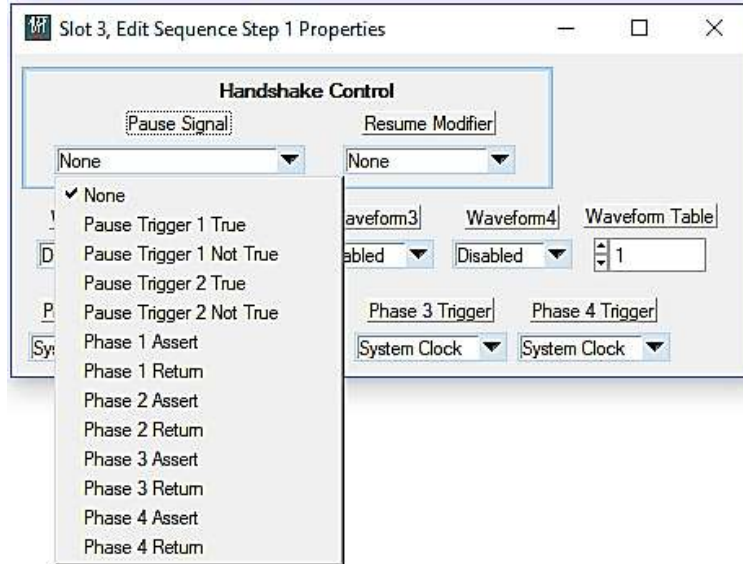 Slot 3, Edit Sequence Step 1 Properties
Handshake Control
Pause Signal Resume Modifier
None None
None
Pause Trigger 1 True
Pause Trigger 1 Not True
Pause Trigger 2 True
Pause Trigger 2 Not True
Phase 1 Assert
Phase 1 Return
Phase 2 Assert
Phase 2 Return
Phase 3 Assert
Phase 3 Return
Phase 4 Assert
Phase 4 Return
aveform3 Waveform4 Waveform Table
abled Disabled 1
Phase 3 Trigger Phase 4 Trigger
Sys System Clock System Clock